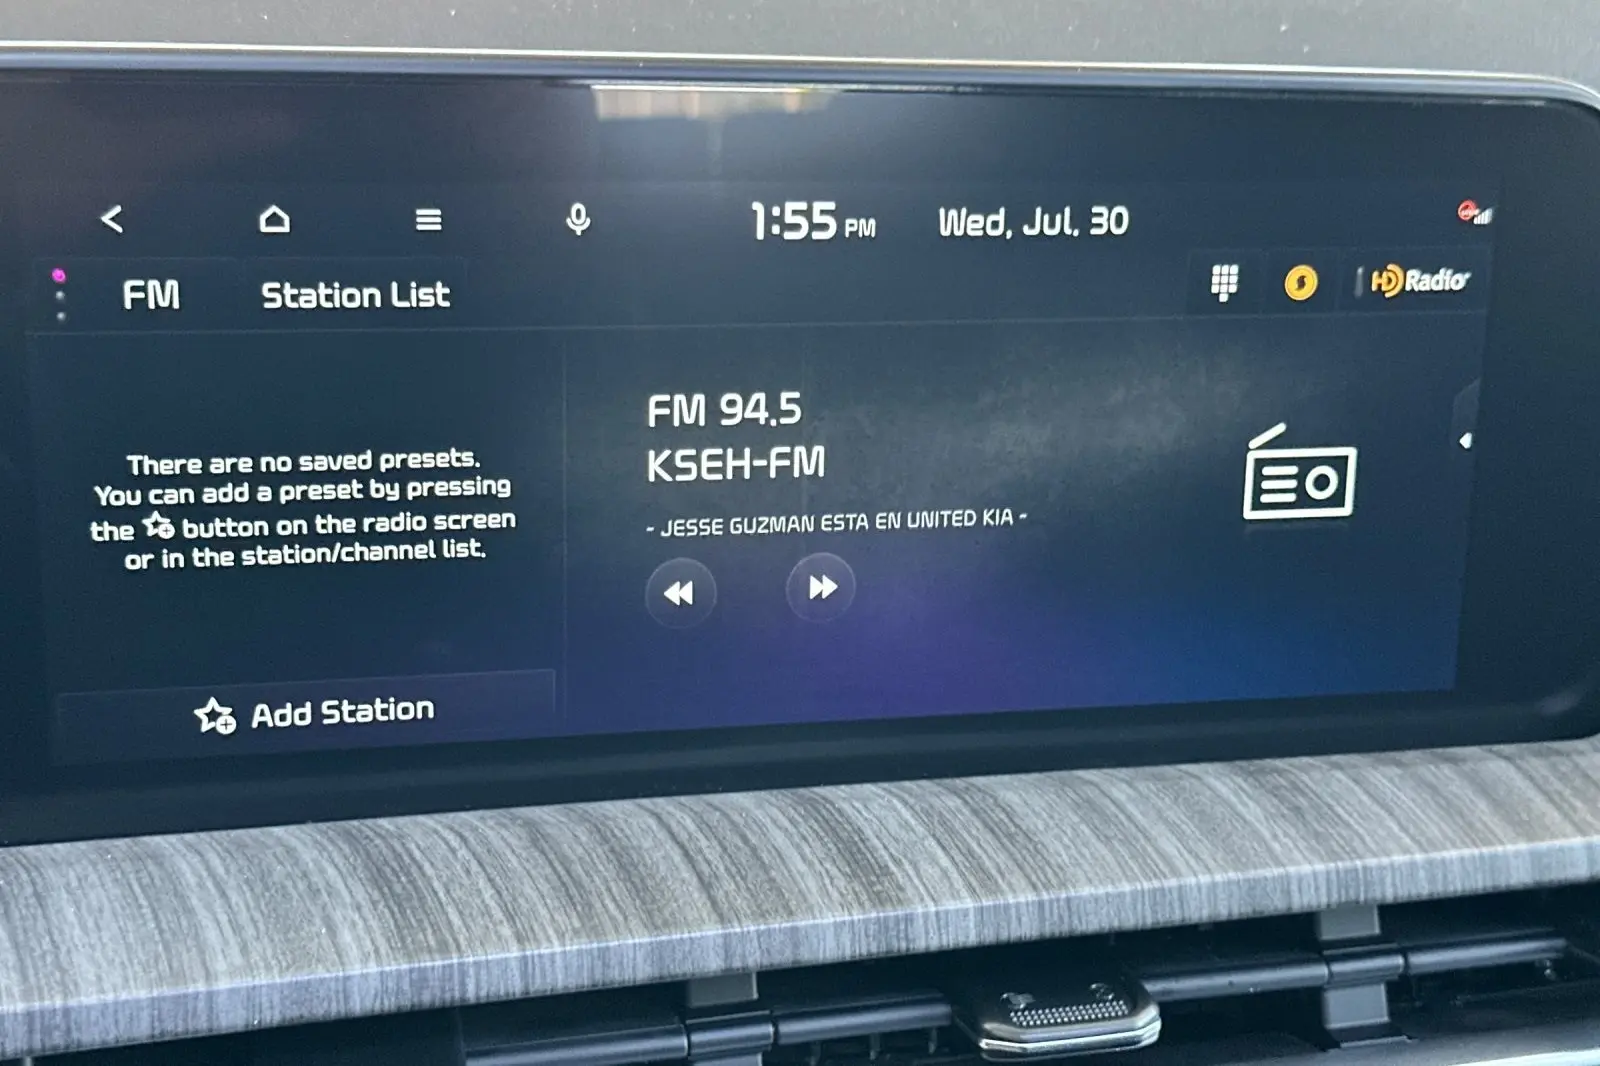 1:55 PM Wed, Jul. 30
FM Station List
HD Radio
FM 94.5
KSEH-FM
- JESSE GUZMAN ESTA EN UNITED KIA -
There are no saved presets.
You can add a preset by pressing
the button on the radio screen
or in the station/channel list.
Add Station